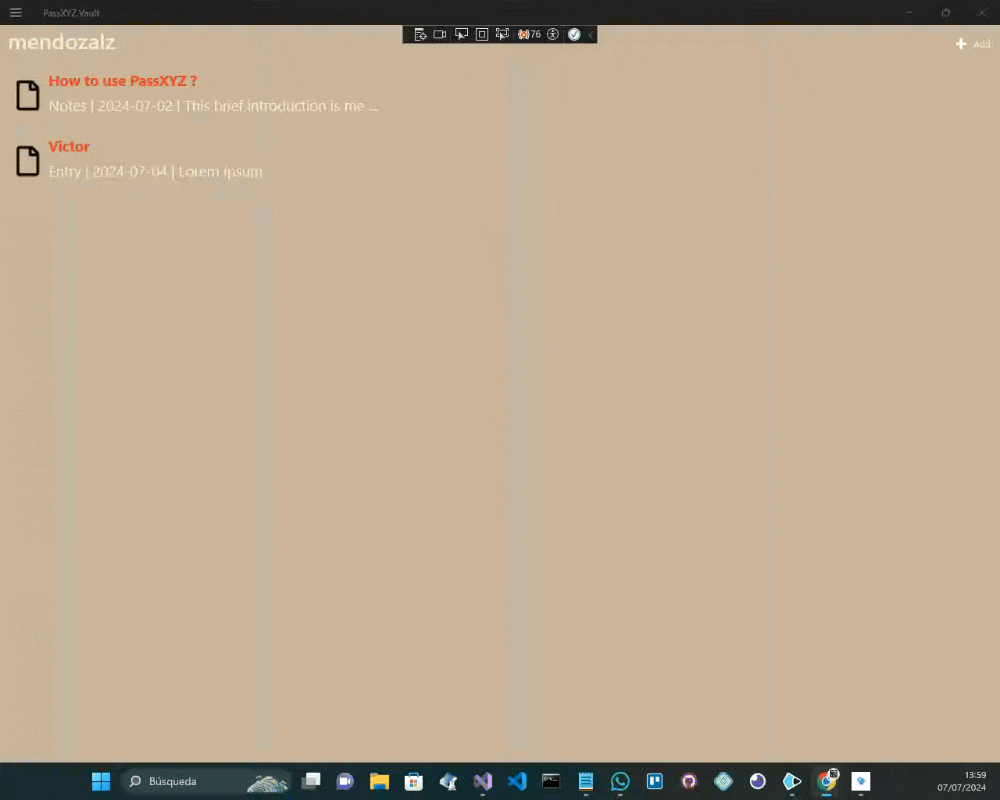 PassXYZ.Vault
76
mendozalz
Add
How to use PassXYZ ?
Notes | 2024-07-02 | This brief introduction is me ...
Victor
Entry | 2024-07-04 | Lorem Ipsum
Búsqueda
13:59
07/07/2024